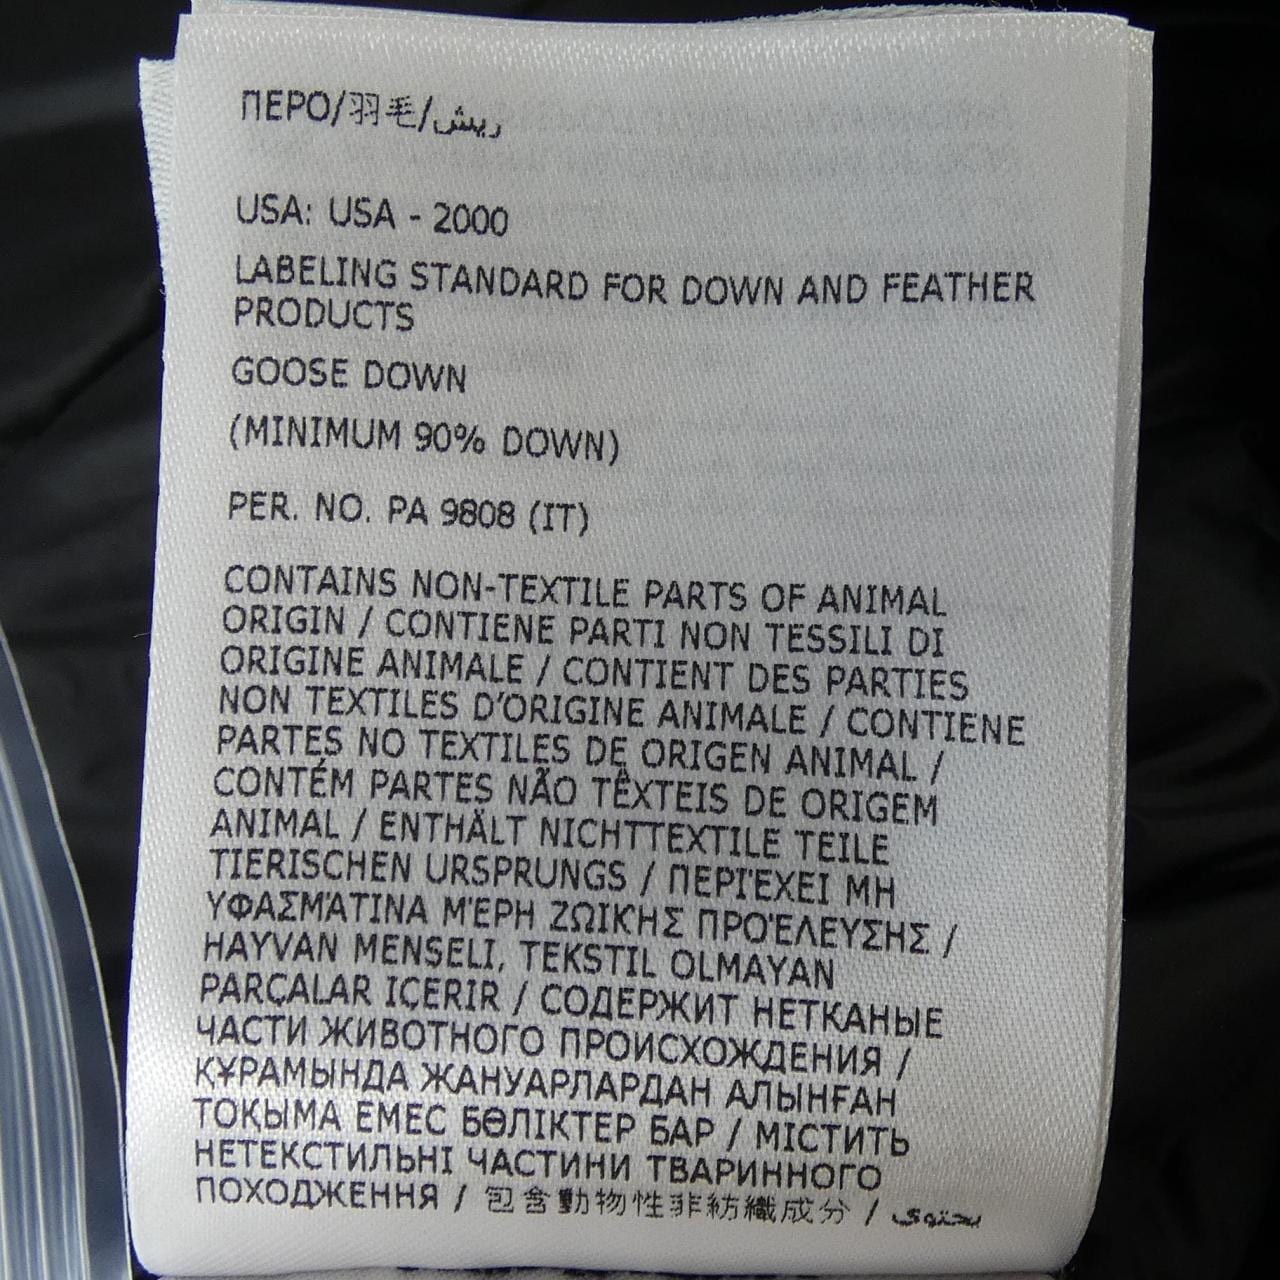 ПЕРО/羽毛/ريش
USA: USA - 2000
LABELING STANDARD FOR DOWN AND FEATHER
PRODUCTS
GOOSE DOWN
(MINIMUM 90% DOWN)
PER. NO. PA 9808 (IT)
CONTAINS NON-TEXTILE PARTS OF ANIMAL
ORIGIN / CONTIENE PARTI NON TESSILI DI
ORIGINE ANIMALE / CONTIENT DES PARTIES
NON TEXTILES D'ORIGINE ANIMALE / CONTIENE
PARTES NO TEXTILES DE ORIGEN ANIMAL /
CONTÉM PARTES NÃO TÊXTEIS DE ORIGEM
ANIMAL / ENTHÄLT NICHTTEXTILE TEILE
TIERISCHEN URSPRUNGS / ΠΕΡΙΈΧΕΙ ΜΗ
ΥΦΑΣΜΆΤΙΝΑ ΜΈΡΗ ΖΩΙΚΉΣ ΠΡΟΈΛΕΥΣΗΣ /
HAYVAN MENSELI, TEKSTIL OLMAYAN
PARÇALAR IÇERIR / СОДЕРЖИТ НЕТКАНЫЕ
ЧАСТИ ЖИВОТНОГО ПРОИСХОЖДЕНИЯ /
ҚҰРАМЫНДА ЖАНУАРЛАРДАН АЛЫНҒАН
ТОҚЫМА ЕМЕС БӨЛІКТЕР БАР / МІСТИТЬ
НЕТЕКСТИЛЬНІ ЧАСТИНИ ТВАРИННОГО
ПОХОДЖЕННЯ / 包含動物性非紡織成分 / يحتوي